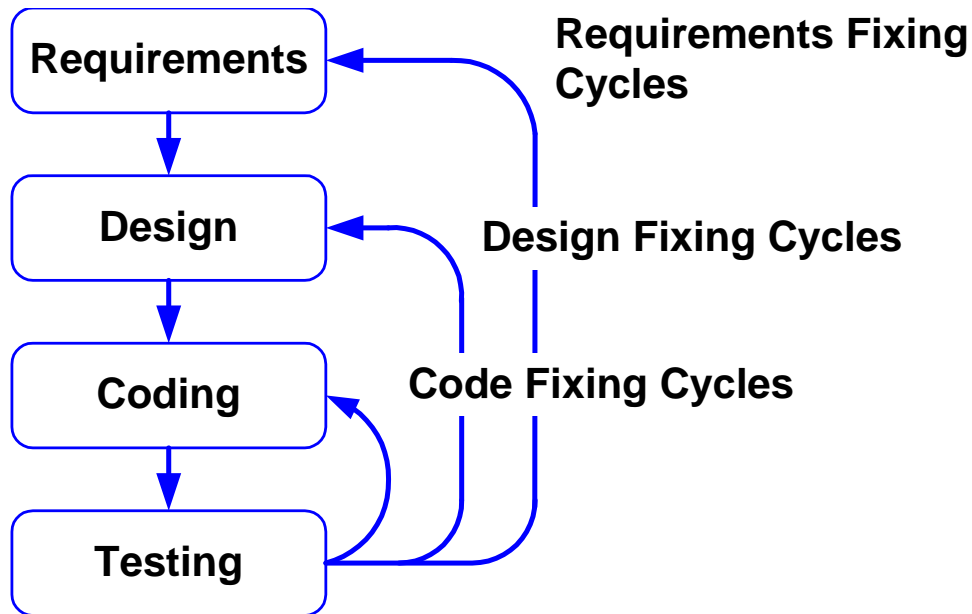 Requirements
Requirements Fixing
Cycles
Design
Design Fixing Cycles
Coding
Code Fixing Cycles
Testing